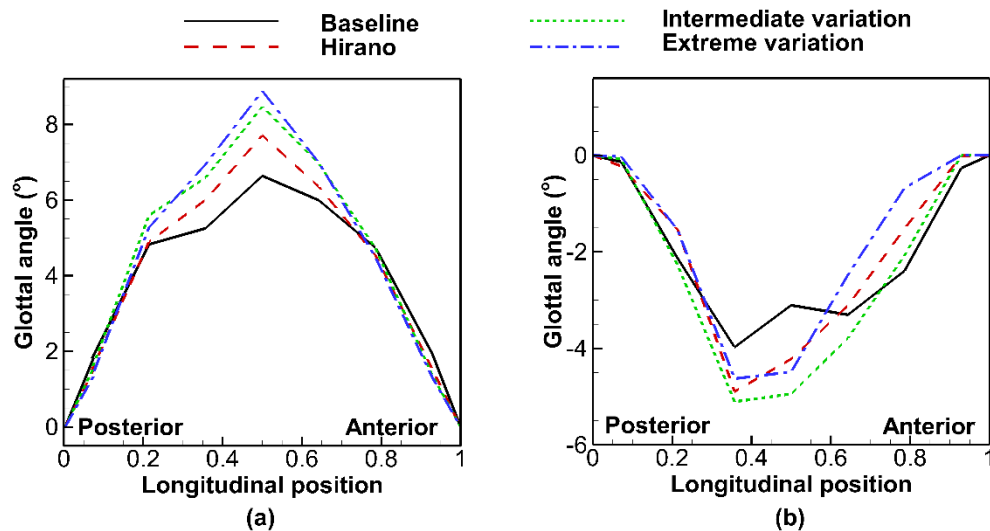 Baseline
Hirano
Intermediate variation
Extreme variation
Glottal angle (°)
8
6
4
2
0
Posterior
Anterior
0
0.2
0.4
0.6
0.8
1
Longitudinal position
(a)
Glottal angle (°)
0
-2
-4
-6
Posterior
Anterior
0
0.2
0.4
0.6
0.8
1
Longitudinal position
(b)